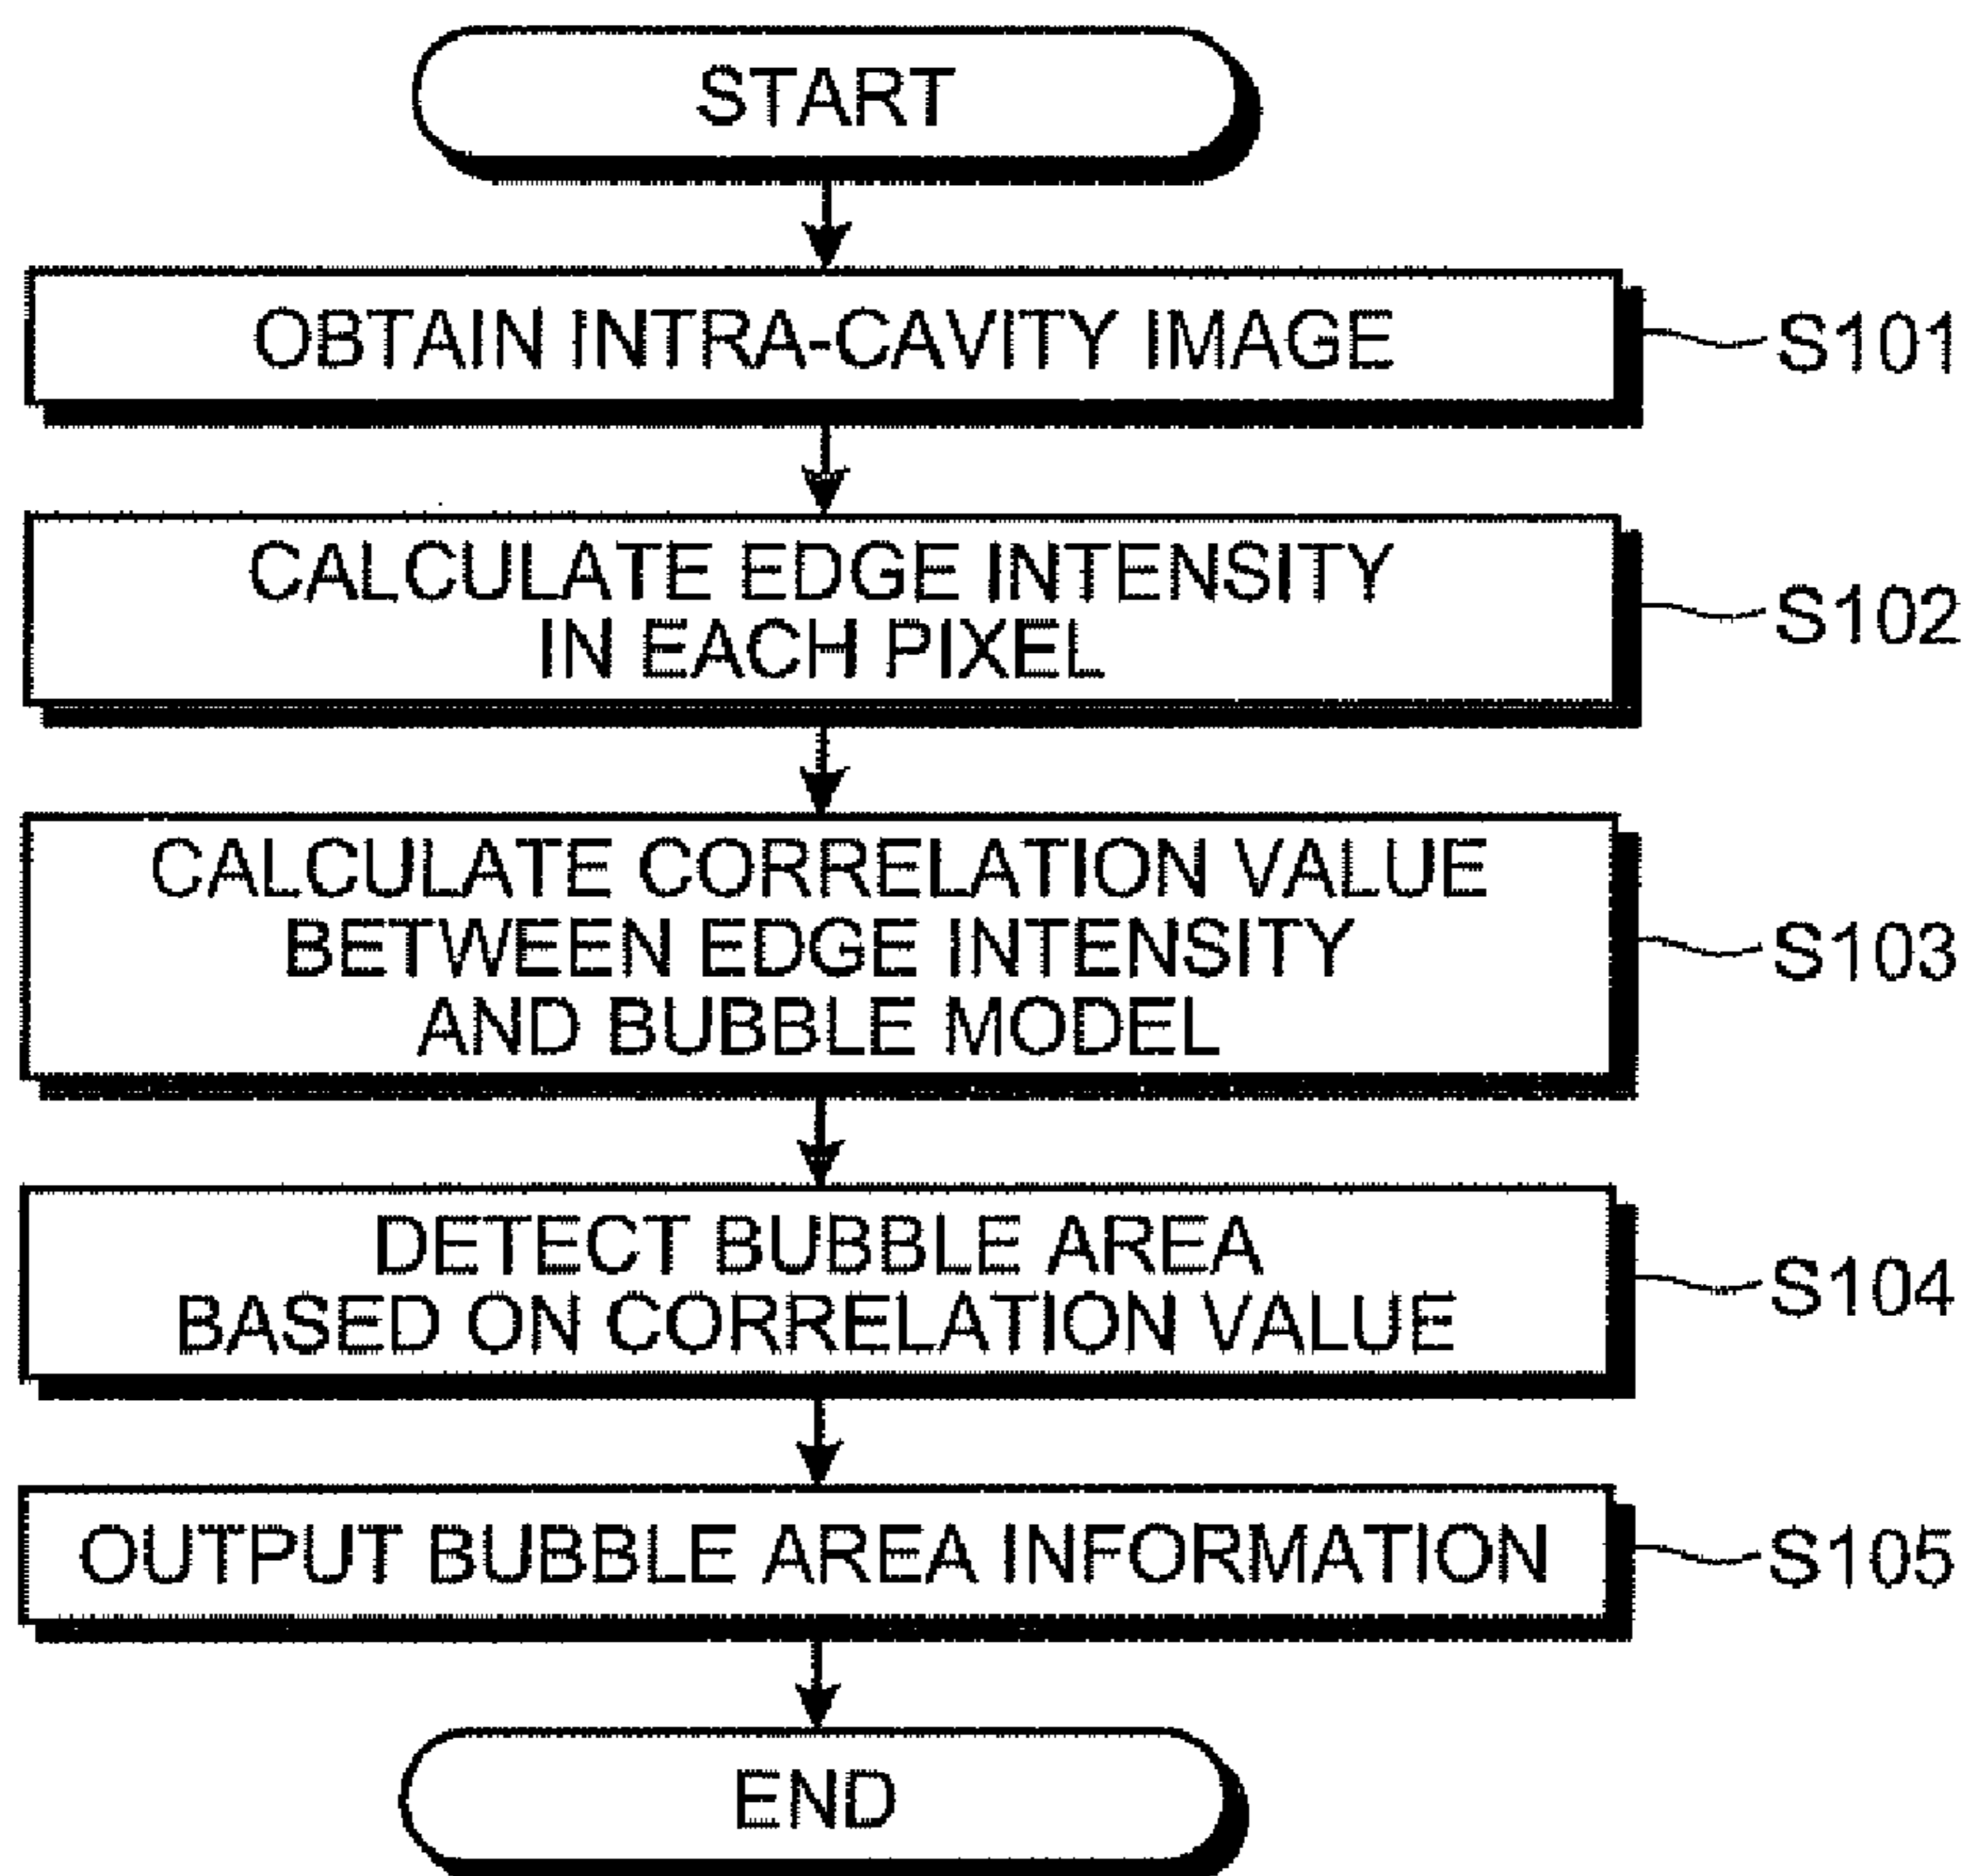 START
OBTAIN INTRA-CAVITY IMAGE
S101
CALCULATE EDGE INTENSITY
IN EACH PIXEL
S102
CALCULATE CORRELATION VALUE
BETWEEN EDGE INTENSITY
AND BUBBLE MODEL
S103
DETECT BUBBLE AREA
BASED ON CORRELATION VALUE
S104
OUTPUT BUBBLE AREA INFORMATION
S105
END